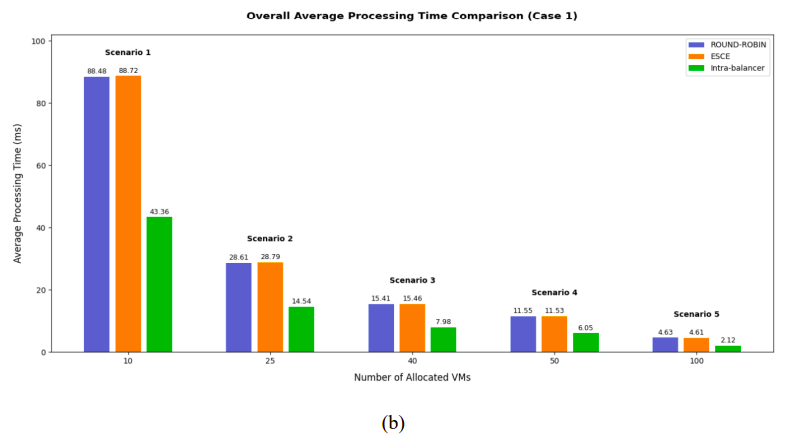 Overall Average Processing Time Comparison (Case 1)
ROUND-ROBIN
ESCE
Intra-balancer
Average Processing Time (ms)
100
80
60
40
20
0
Scenario 1
88.48 88.72 43.36
Scenario 2
28.61 28.79 14.54
Scenario 3
15.41 15.46 7.98
Scenario 4
11.55 11.53 6.05
Scenario 5
4.63 4.61 2.12
10 25 40 50 100
Number of Allocated VMs
(b)